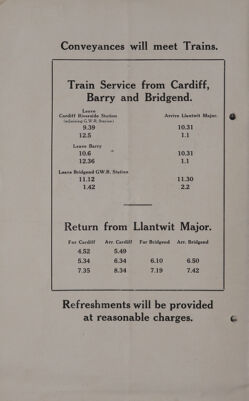 Conveyances will meet Trains.
Train Service from Cardiff,
Barry and Bridgend.
Leave
Cardiff Riverside Station Arrive Llantwit Major.
(adjoining G.W.R. Station)
9.39 10.31
12.5 1.1
Leave Barry
10.6 " 10.31
12.36 1.1
Leave Bridgend G.W.R. Station
11.12 11.30
1.42 2.2
Return from Llantwit Major.
For Cardiff Arr. Cardiff For Bridgend Arr. Bridgend
4.52 5.49
5.34 6.34 6.10 6.50
7.35 8.34 7.19 7.42
Refreshments will be provided
at reasonable charges.